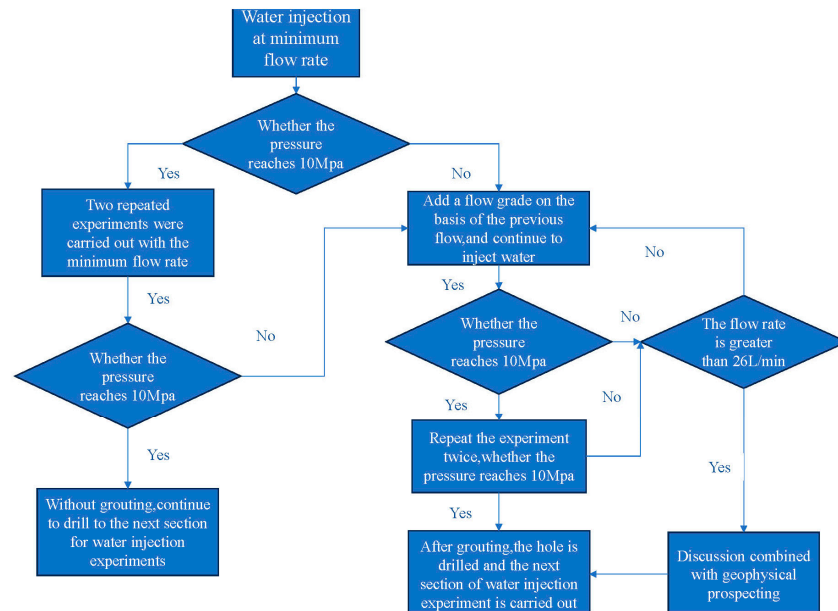 Water injection
at minimum
flow rate
Whether the
pressure
reaches 10Mpa
Yes
No
Two repeated
experiments were
carried out with the
minimum flow rate
Add a flow grade on the
basis of the previous
flow,and continue to
inject water
No
Yes
Yes
No
Whether the
pressure
reaches 10Mpa
Whether the
pressure
reaches 10Mpa
No
The flow rate
is greater
than 26L/min
Yes
No
Yes
Repeat the experiment
twice,whether the
pressure reaches 10Mpa
Yes
Yes
Without grouting,continue
to drill to the next section
for water injection
experiments
After grouting,the hole is
drilled and the next
section of water injection
experiment is carried out
Discussion combined
with geophysical
prospecting